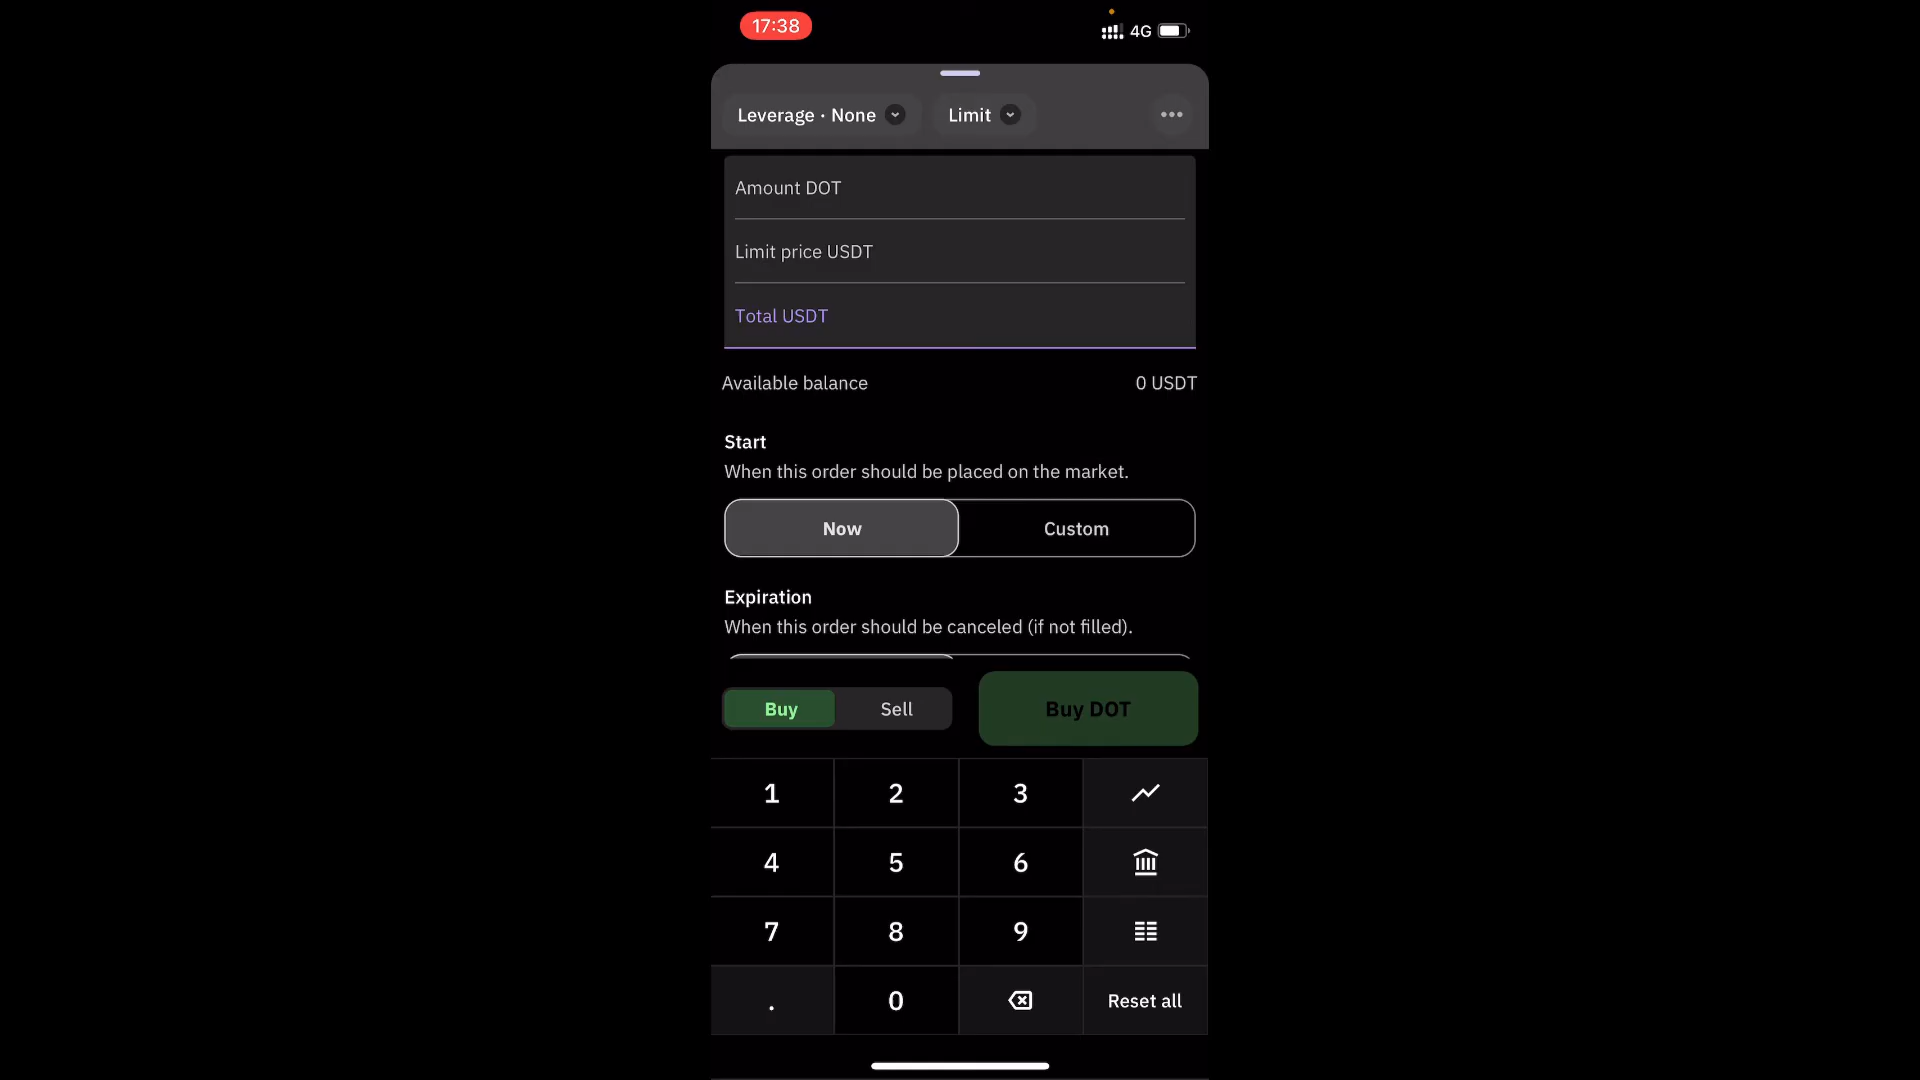 17:38
4G
Leverage · None
Limit
Amount DOT
Limit price USDT
Total USDT
Available balance
0 USDT
Start
When this order should be placed on the market.
Now
Custom
Expiration
When this order should be canceled (if not filled).
Buy
Sell
Buy DOT
1
2
3
4
5
6
7
8
9
.
0
Reset all